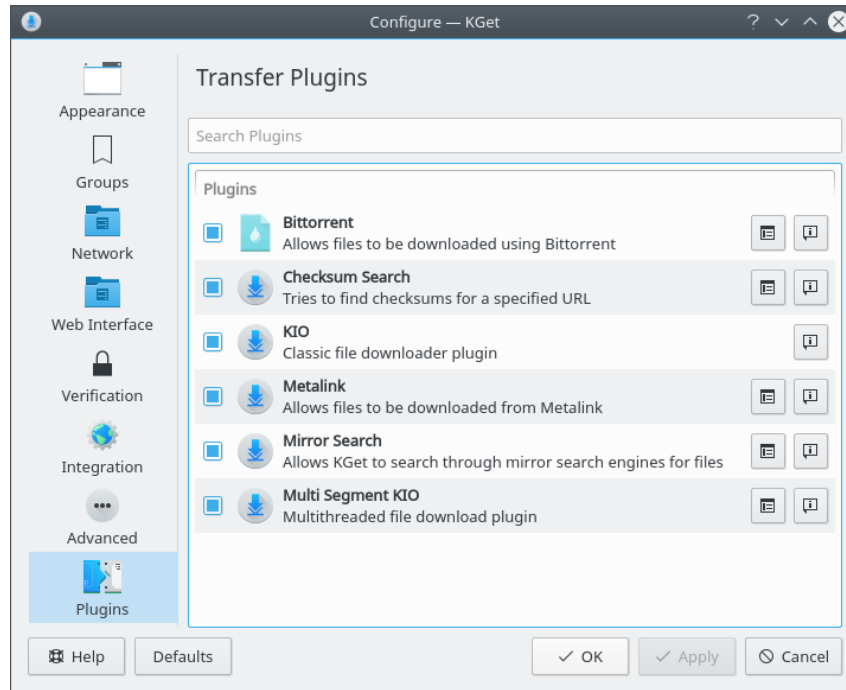 Configure — KGet
Appearance
Groups
Network
Web Interface
Verification
Integration
Advanced
Plugins
Transfer Plugins
Search Plugins
Plugins
Bittorrent
Allows files to be downloaded using Bittorrent
Checksum Search
Tries to find checksums for a specified URL
KIO
Classic file downloader plugin
Metalink
Allows files to be downloaded from Metalink
Mirror Search
Allows KGet to search through mirror search engines for files
Multi Segment KIO
Multithreaded file download plugin
Help
Defaults
OK
Apply
Cancel